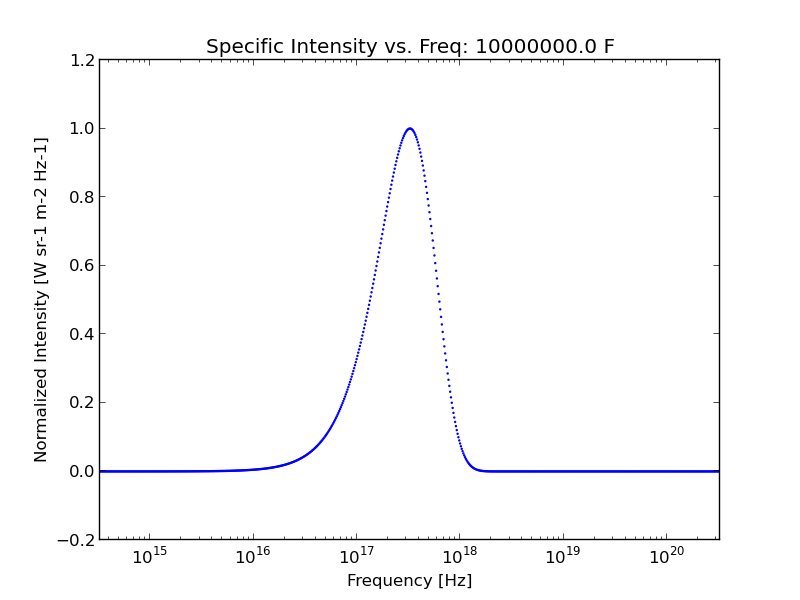 Specific Intensity vs. Freq: 10000000.0 F
1.2
1.0
0.8
0.6
0.4
0.2
0.0
−0.2
Normalized Intensity [W sr-1 m-2 Hz-1]
10^15 10^16 10^17 10^18 10^19 10^20
Frequency [Hz]